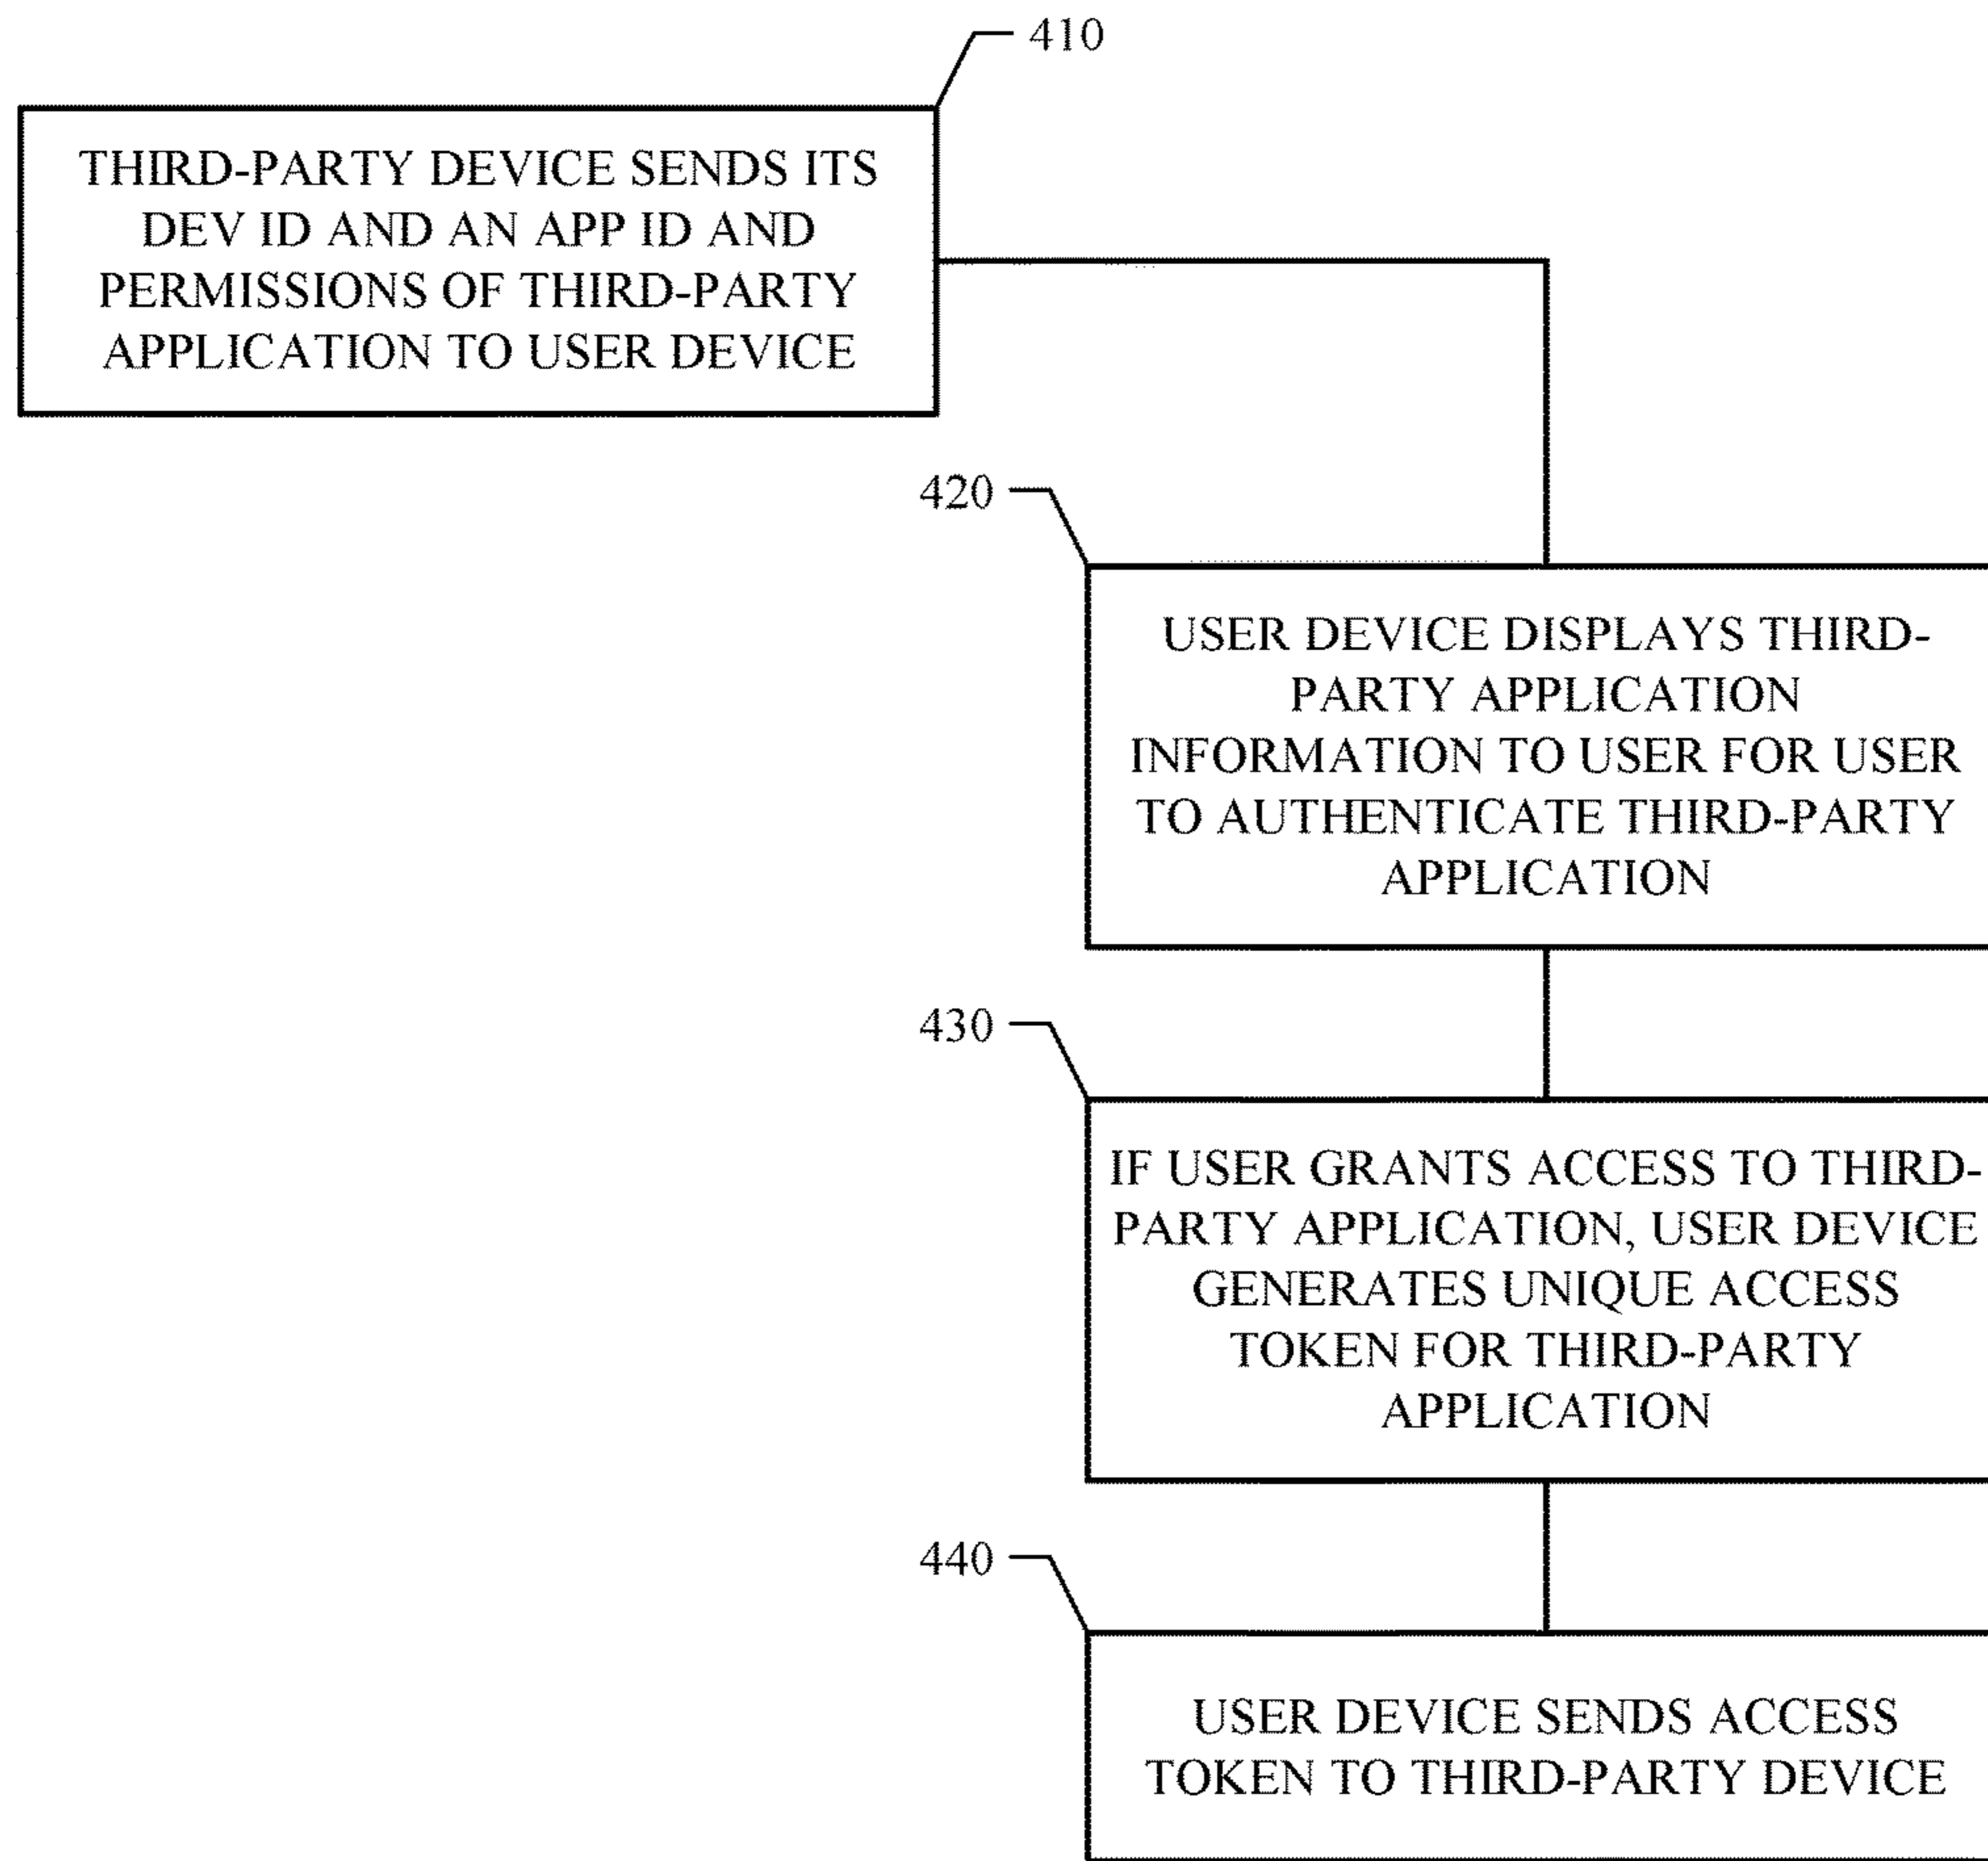 410
THIRD-PARTY DEVICE SENDS ITS
DEV ID AND AN APP ID AND
PERMISSIONS OF THIRD-PARTY
APPLICATION TO USER DEVICE
420
USER DEVICE DISPLAYS THIRD-
PARTY APPLICATION
INFORMATION TO USER FOR USER
TO AUTHENTICATE THIRD-PARTY
APPLICATION
430
IF USER GRANTS ACCESS TO THIRD-
PARTY APPLICATION, USER DEVICE
GENERATES UNIQUE ACCESS
TOKEN FOR THIRD-PARTY
APPLICATION
440
USER DEVICE SENDS ACCESS
TOKEN TO THIRD-PARTY DEVICE